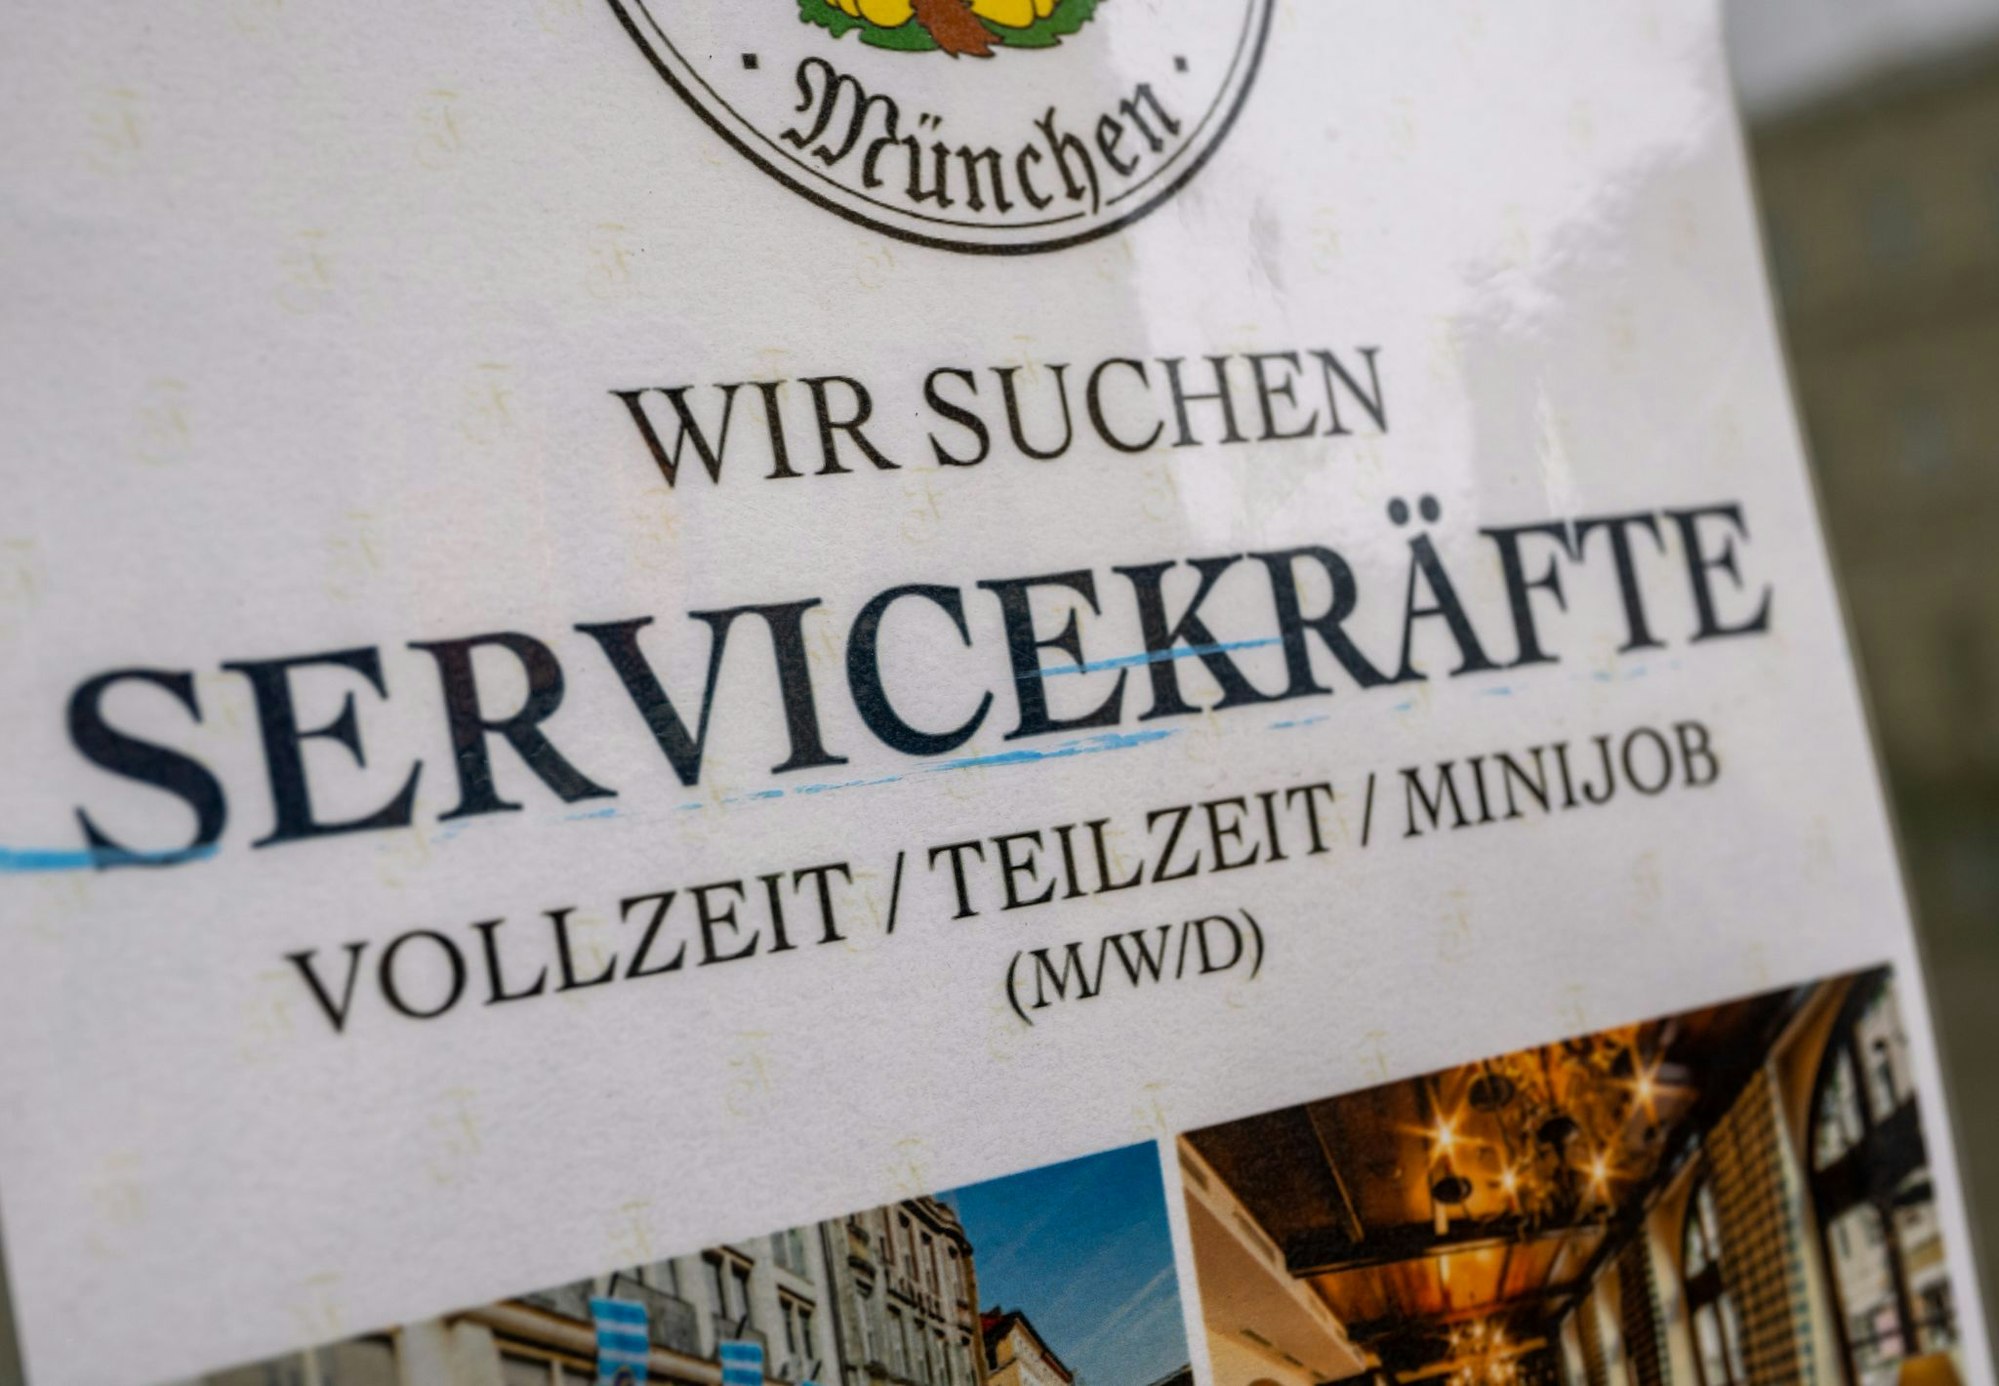 · München ·
WIR SUCHEN
SERVICEKRÄFTE
VOLLZEIT / TEILZEIT / MINIJOB
(M/W/D)